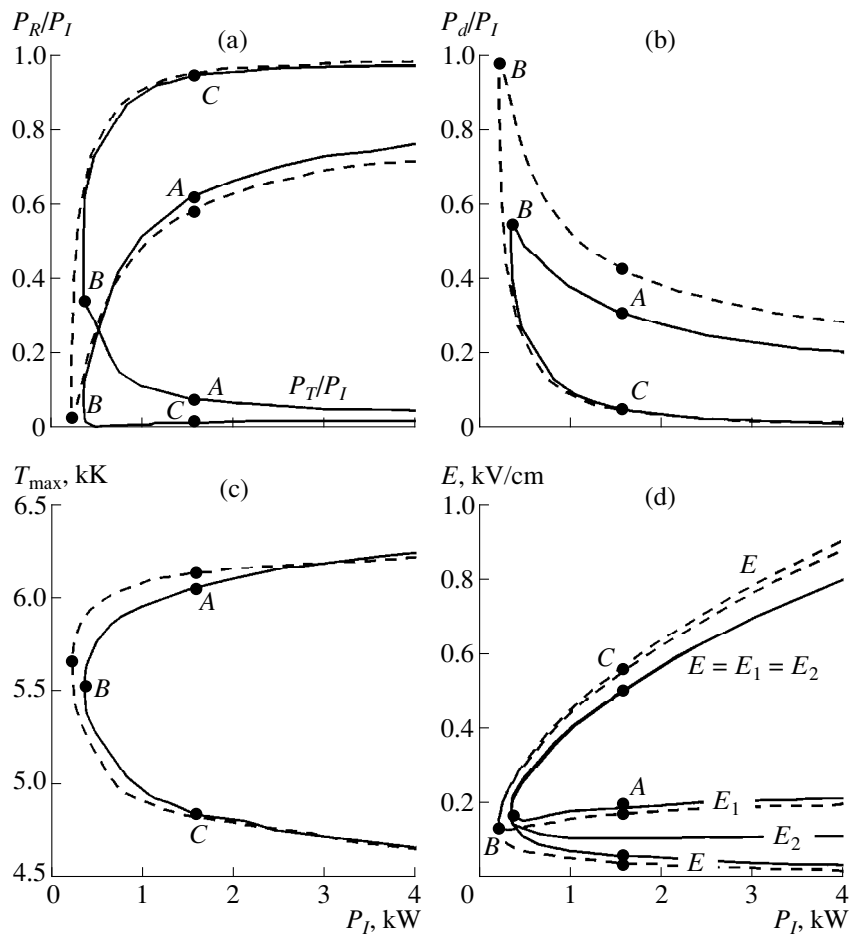 P_R/P_I
(a)
1.0
0.8
0.6
0.4
0.2
0
C
A
B
A
P_T/P_I
B
C
P_d/P_I
(b)
1.0
0.8
0.6
0.4
0.2
0
B
B
A
C
T_max, kK
(c)
6.5
6.0
5.5
5.0
4.5
A
B
C
0 1 2 3 4
P_I, kW
E, kV/cm
(d)
1.0
0.8
0.6
0.4
0.2
E
C
E = E_1 = E_2
A
E_1
B
E_2
E
0 1 2 3 4
P_I, kW